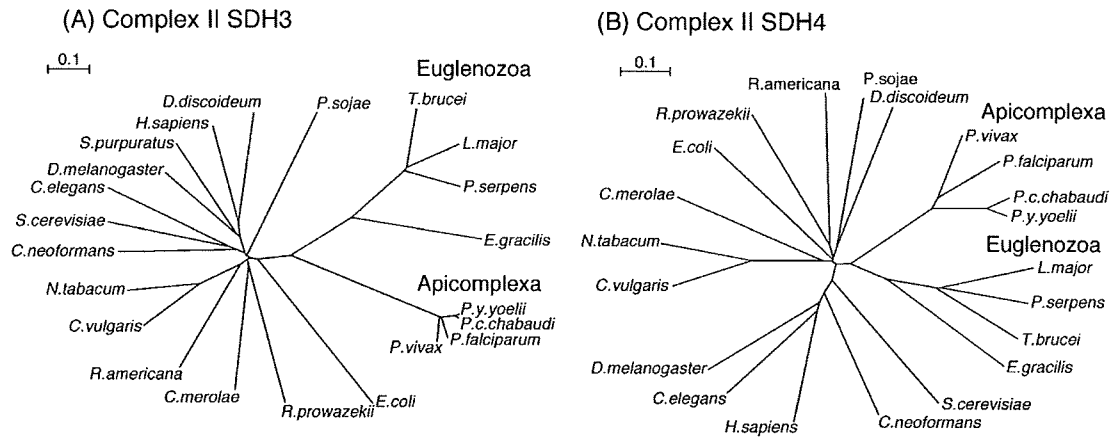 (A) Complex II SDH3
0.1
Euglenozoa
D.discoideum
P.sojae
T.brucei
H.sapiens
S.purpuratus
L.major
D.melanogaster
C.elegans
P.serpens
S.cerevisiae
E.gracilis
C.neoformans
Apicomplexa
N.tabacum
P.y.yoelii
P.c.chabaudi
C.vulgaris
P.falciparum
P.vivax
R.americana
C.merolae
E.coli
R.prowazekii
(B) Complex II SDH4
0.1
P.sojae
R.americana
D.discoideum
Apicomplexa
R.prowazekii
P.vivax
E.coli
P.falciparum
C.merolae
P.c.chabaudi
P.y.yoelii
N.tabacum
Euglenozoa
L.major
C.vulgaris
P.serpens
T.brucei
D.melanogaster
E.gracilis
C.elegans
S.cerevisiae
H.sapiens
C.neoformans